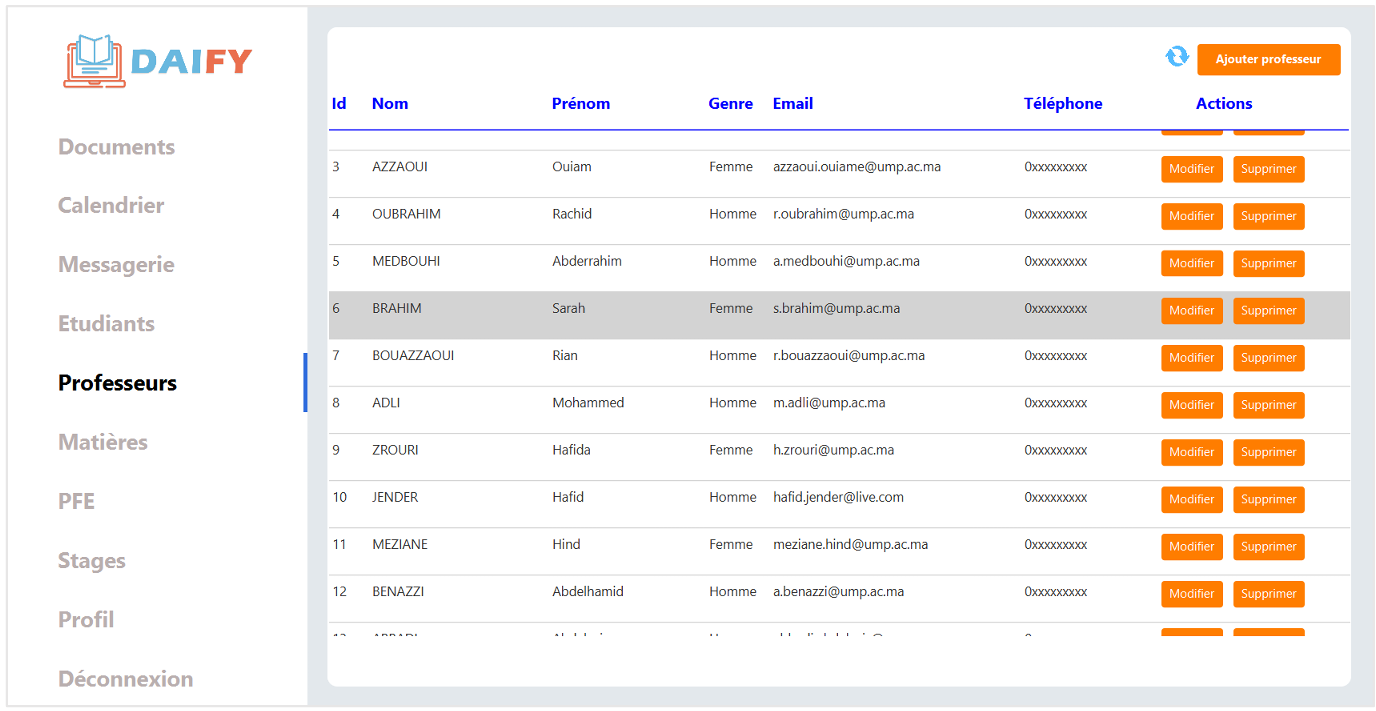 DAIFY
Documents
Calendrier
Messagerie
Etudiants
Professeurs
Matières
PFE
Stages
Profil
Déconnexion
Ajouter professeur
Id Nom Prénom Genre Email Téléphone Actions
3 AZZAOUI Ouiam Femme azzaoui.ouiame@ump.ac.ma 0xxxxxxxxx Modifier Supprimer
4 OUBRAHIM Rachid Homme r.oubrahim@ump.ac.ma 0xxxxxxxxx Modifier Supprimer
5 MEDBOUHI Abderrahim Homme a.medbouhi@ump.ac.ma 0xxxxxxxxx Modifier Supprimer
6 BRAHIM Sarah Femme s.brahim@ump.ac.ma 0xxxxxxxxx Modifier Supprimer
7 BOUAZZAOUI Rian Homme r.bouazzaoui@ump.ac.ma 0xxxxxxxxx Modifier Supprimer
8 ADLI Mohammed Homme m.adli@ump.ac.ma 0xxxxxxxxx Modifier Supprimer
9 ZROURI Hafida Femme h.zrouri@ump.ac.ma 0xxxxxxxxx Modifier Supprimer
10 JENDER Hafid Homme hafid.jender@live.com 0xxxxxxxxx Modifier Supprimer
11 MEZIANE Hind Femme meziane.hind@ump.ac.ma 0xxxxxxxxx Modifier Supprimer
12 BENAZZI Abdelhamid Homme a.benazzi@ump.ac.ma 0xxxxxxxxx Modifier Supprimer